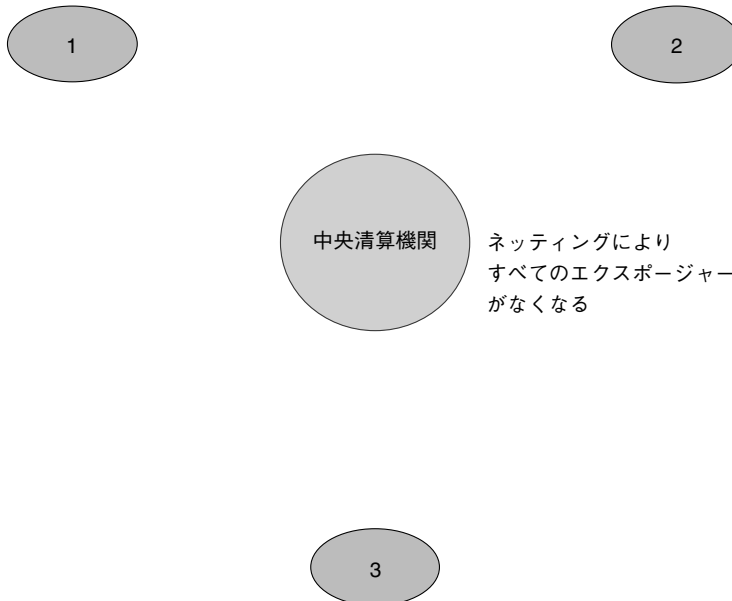 1
2
中央清算機関
ネッティングにより
すべてのエクスポージャー
がなくなる
3